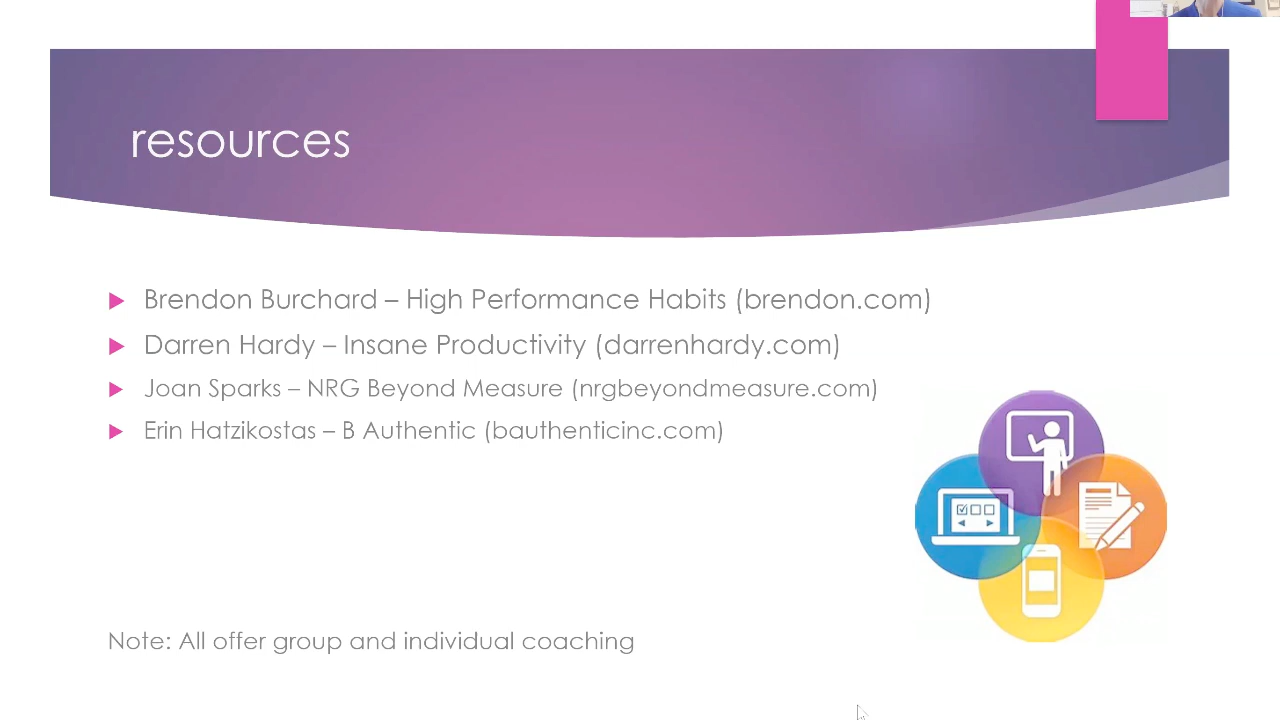 resources
Brendon Burchard – High Performance Habits (brendon.com)
Darren Hardy – Insane Productivity (darrenhardy.com)
Joan Sparks – NRG Beyond Measure (nrgbeyondmeasure.com)
Erin Hatzikostas – B Authentic (bauthenticinc.com)
Note: All offer group and individual coaching